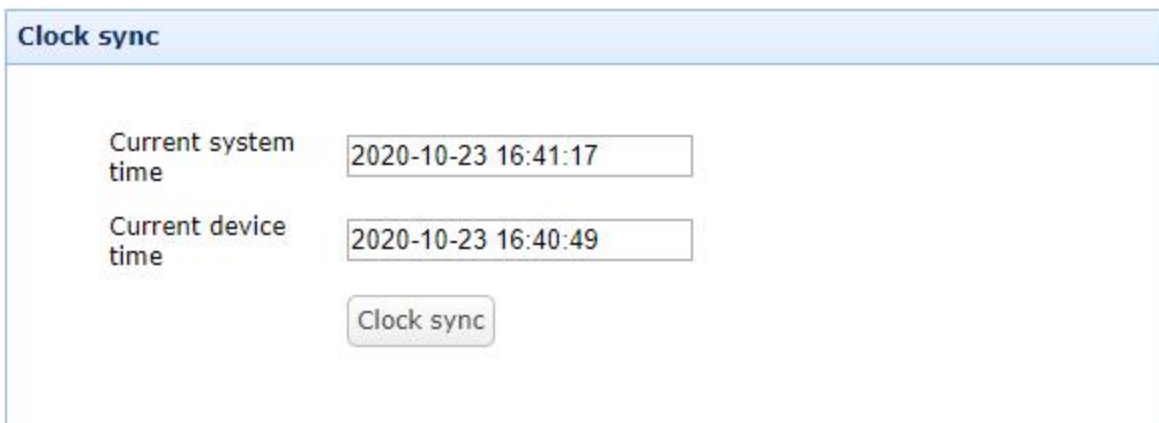 Clock sync
Current system
time
2020-10-23 16:41:17
Current device
time
2020-10-23 16:40:49
Clock sync